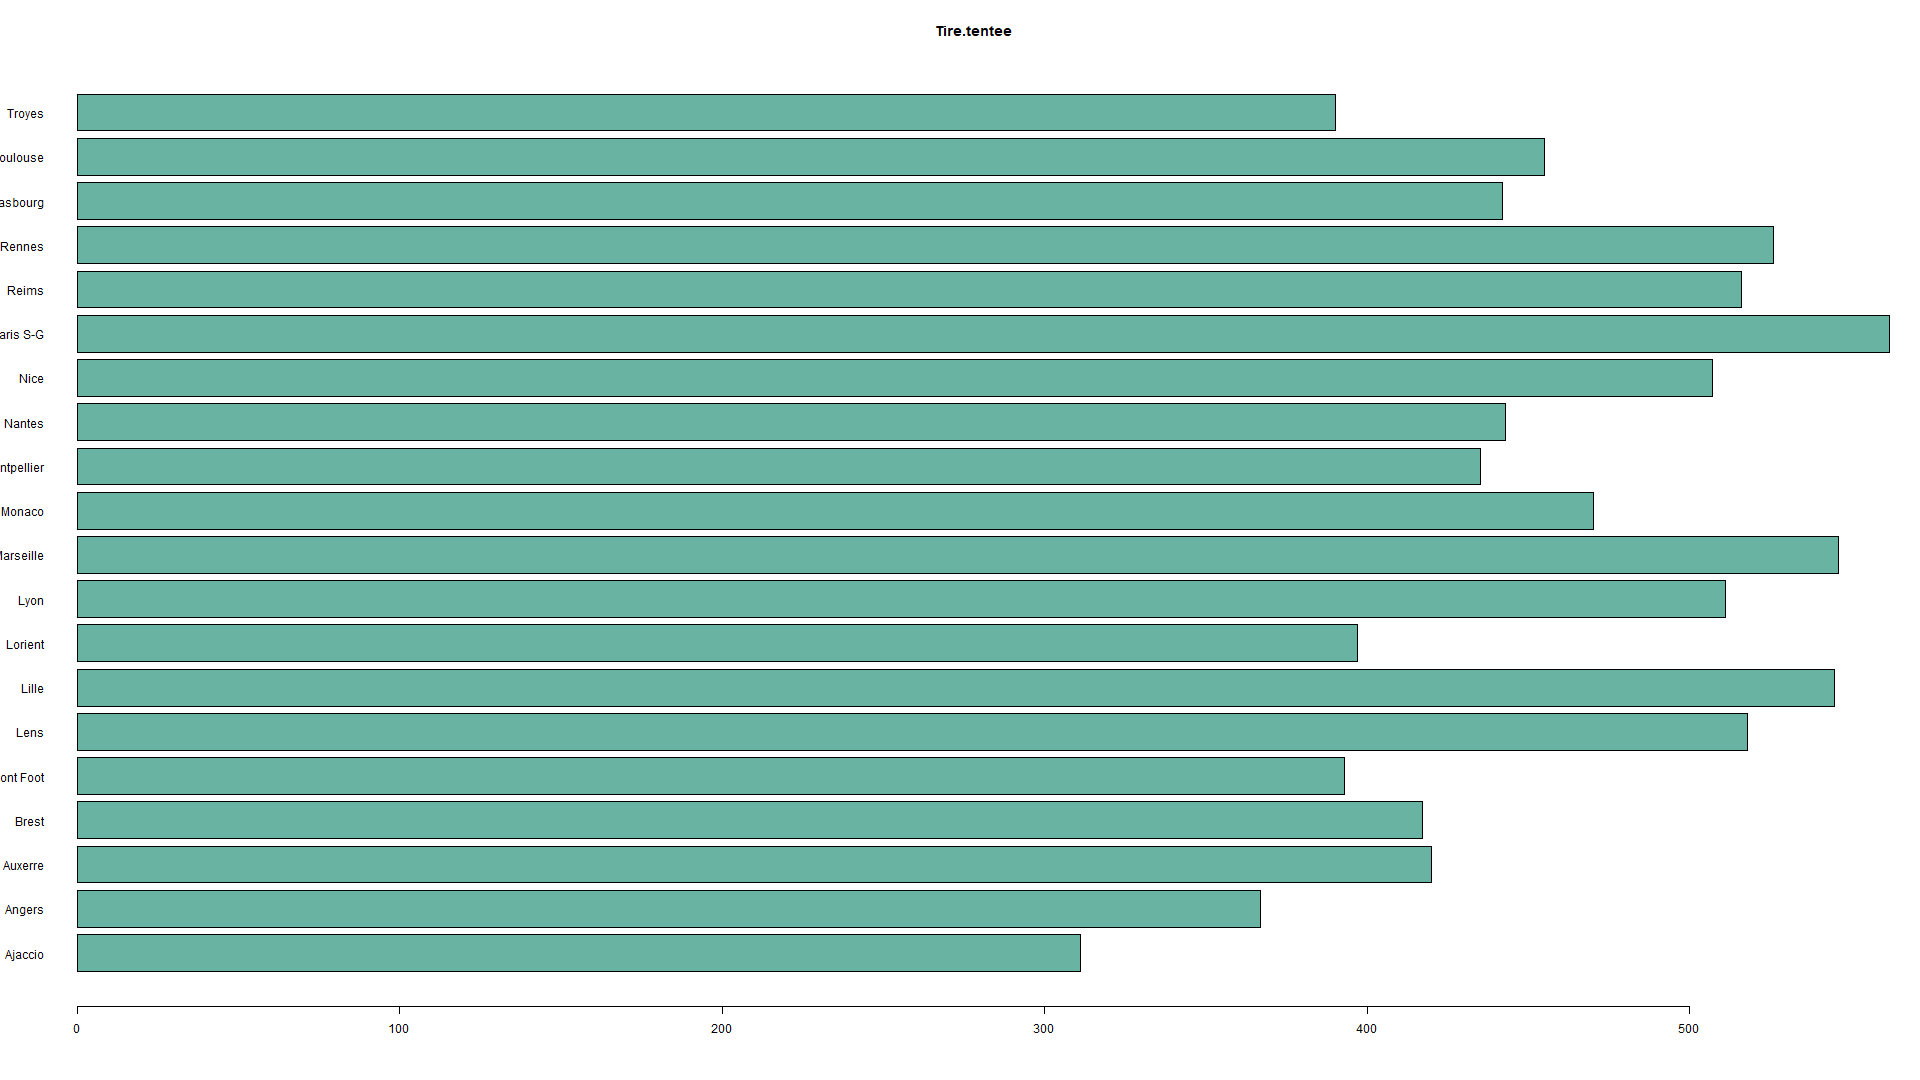 Tire.tentee
Troyes
oulouse
asbourg
Rennes
Reims
aris S-G
Nice
Nantes
ntpellier
Monaco
Marseille
Lyon
Lorient
Lille
Lens
ont Foot
Brest
Auxerre
Angers
Ajaccio
0 100 200 300 400 500